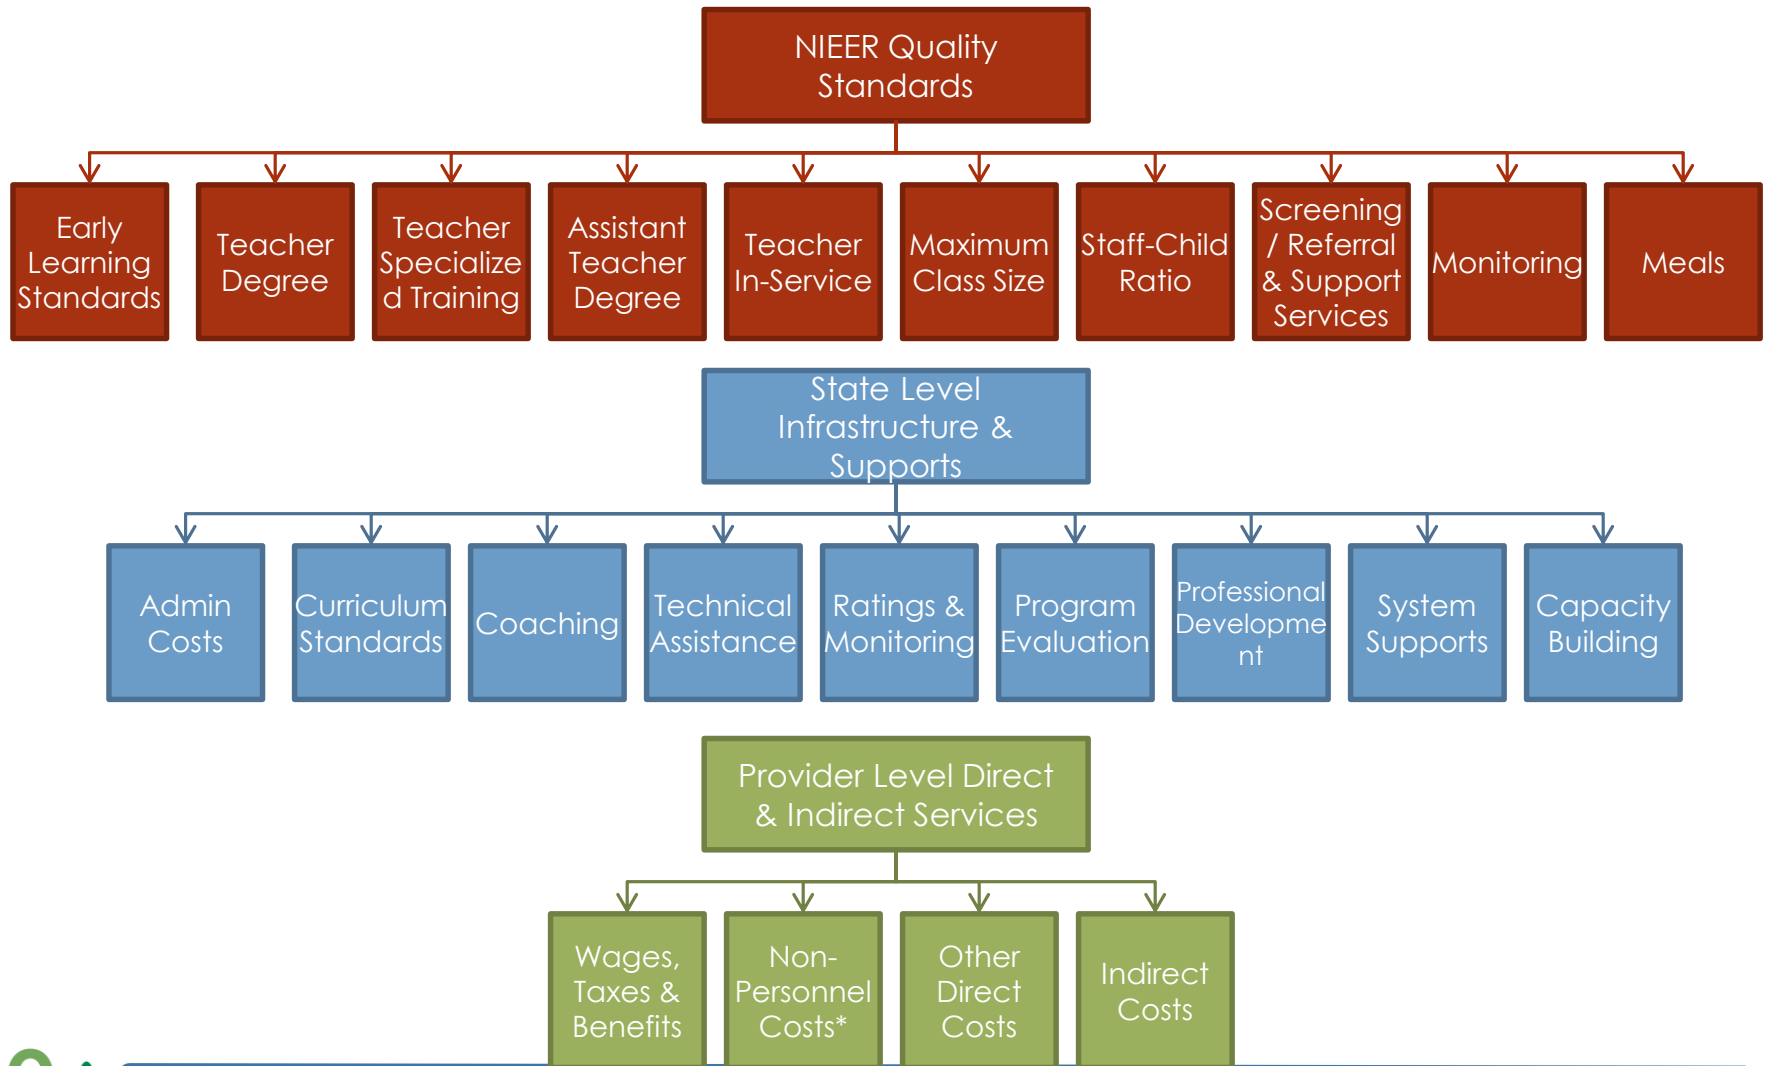 NIEER Quality
Standards
Early
Learning
Standards
Teacher
Degree
Teacher
Specialize
d Training
Assistant
Teacher
Degree
Teacher
In-Service
Maximum
Class Size
Staff-Child
Ratio
Screening
/ Referral
& Support
Services
Monitoring
Meals
State Level
Infrastructure &
Supports
Admin
Costs
Curriculum
Standards
Coaching
Technical
Assistance
Ratings &
Monitoring
Program
Evaluation
Professional
Developme
nt
System
Supports
Capacity
Building
Provider Level Direct
& Indirect Services
Wages,
Taxes &
Benefits
Non-
Personnel
Costs*
Other
Direct
Costs
Indirect
Costs